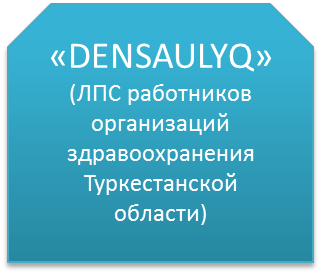 «DENSAULYQ»
(ЛПС работников
организаций
здравоохранения
Туркестанской
области)